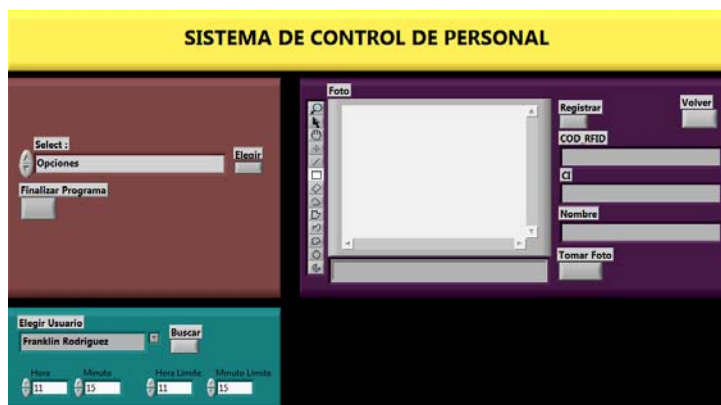 SISTEMA DE CONTROL DE PERSONAL
Select :
Opciones
Elegir
Finalizar Programa
Foto
Registrar
Volver
COD_RFID
CI
Nombre
Tomar Foto
Elegir Usuario
Franklin Rodriguez
Buscar
Hora Minuto Hora Limite Minuto Limite
11 15 11 15